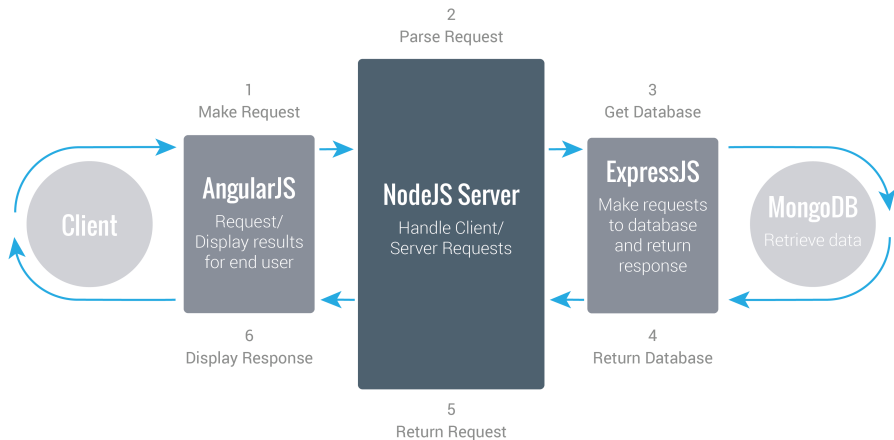 2
Parse Request
1
Make Request
3
Get Database
Client
AngularJS
Request/
Display results
for end user
NodeJS Server
Handle Client/
Server Requests
ExpressJS
Make requests
to database
and return
response
MongoDB
Retrieve data
6
Display Response
4
Return Database
5
Return Request